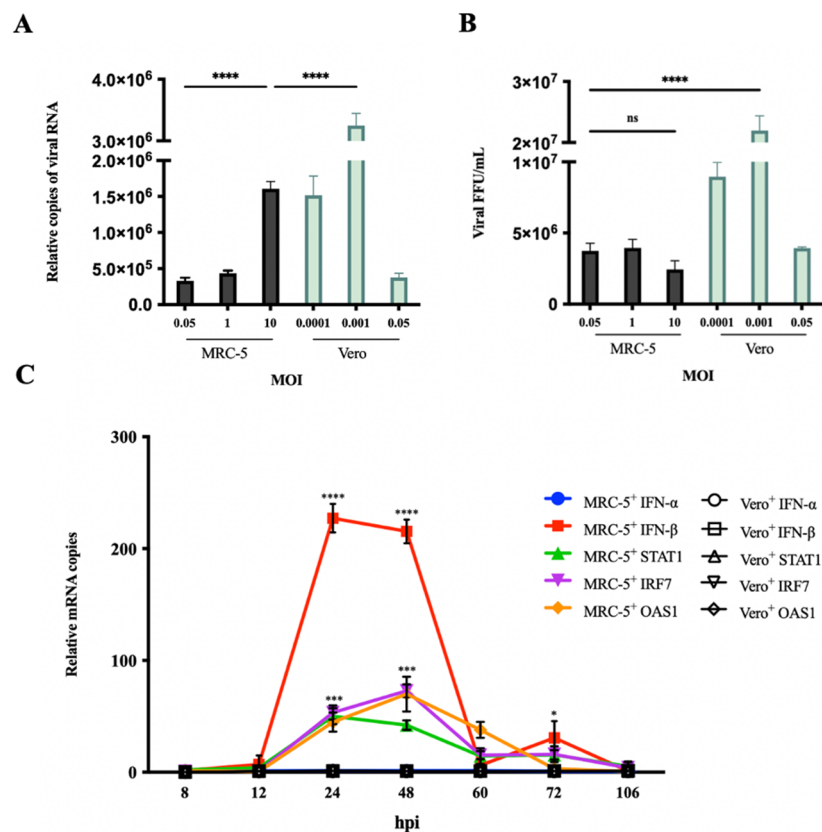 A
Relative copies of viral RNA
4.0×10⁶
3.0×10⁶
2.0×10⁶
1.5×10⁶
1.0×10⁶
5.0×10⁵
0.0
****
****
0.05 1 10 0.0001 0.001 0.05
MRC-5 Vero
MOI
B
Viral FFU/mL
3×10⁷
2×10⁷
1×10⁷
5×10⁶
0
****
ns
0.05 1 10 0.0001 0.001 0.05
MRC-5 Vero
MOI
C
Relative mRNA copies
300
200
100
0
****
****
***
***
*
8 12 24 48 60 72 106
hpi
MRC-5⁺ IFN-α
MRC-5⁺ IFN-β
MRC-5⁺ STAT1
MRC-5⁺ IRF7
MRC-5⁺ OAS1
Vero⁺ IFN-α
Vero⁺ IFN-β
Vero⁺ STAT1
Vero⁺ IRF7
Vero⁺ OAS1